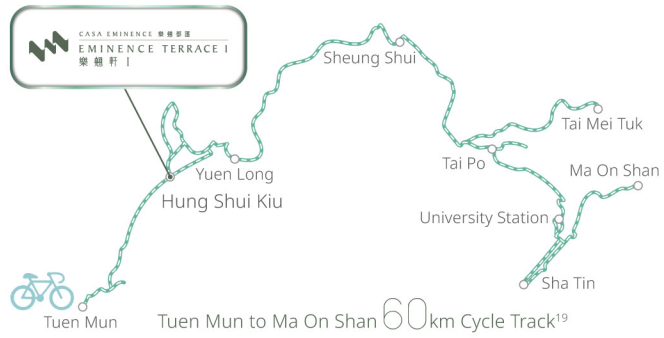 CASA EMINENCE 樂翹都匯
EMINENCE TERRACE I
樂翹軒 I
Sheung Shui
Tai Mei Tuk
Tai Po
Ma On Shan
Yuen Long
Hung Shui Kiu
University Station
Sha Tin
Tuen Mun
Tuen Mun to Ma On Shan 60km Cycle Track19